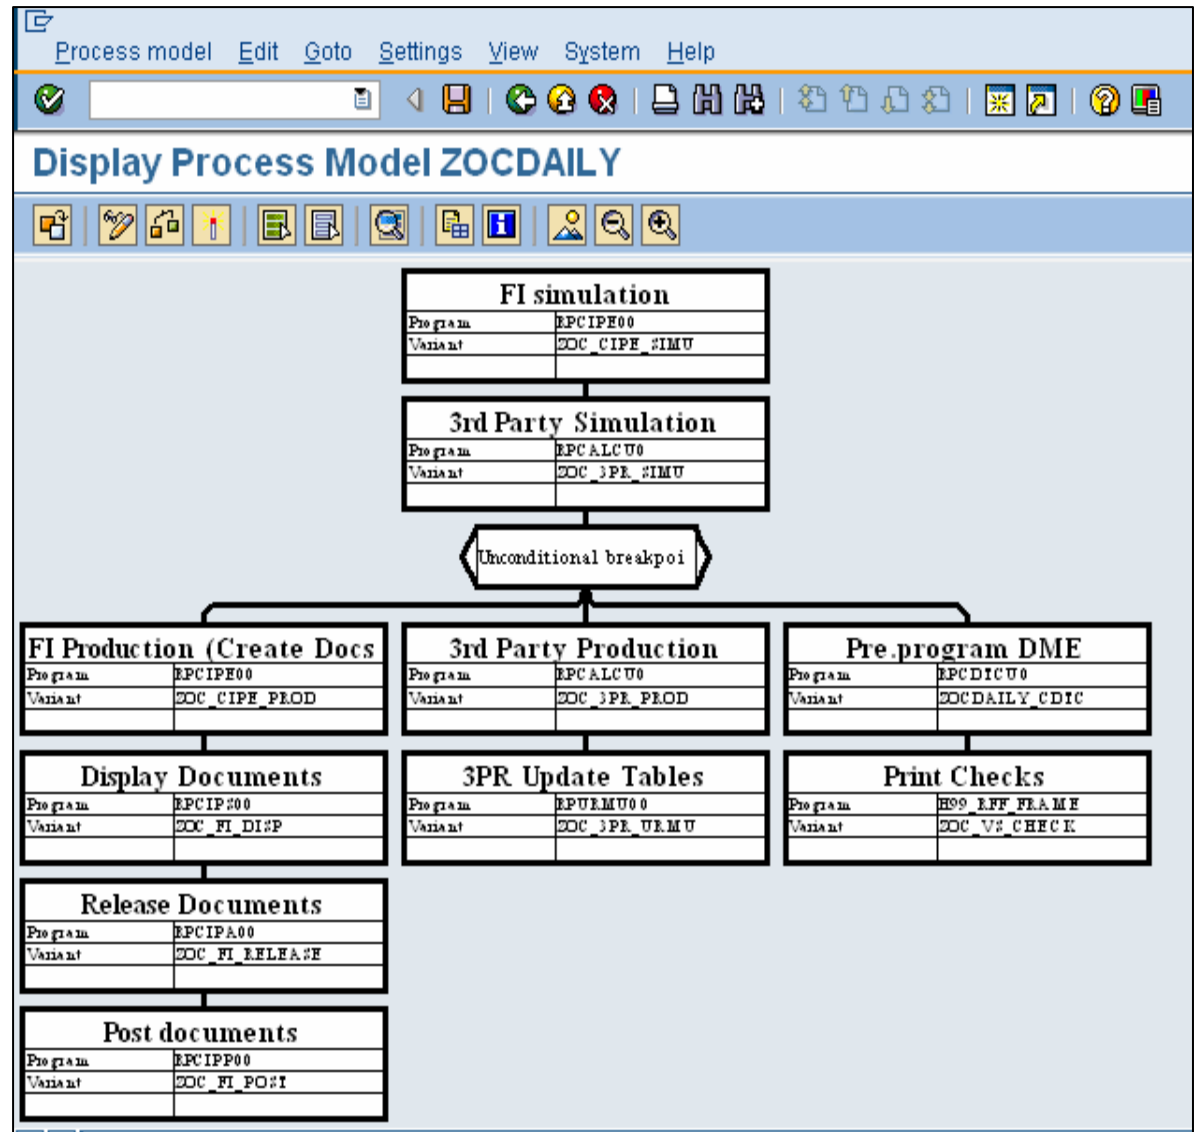 Process model Edit Goto Settings View System Help
Display Process Model ZOCDAILY
FI simulation
Program RPCIPE00
Variant ZOC_CIPE_SIMU
3rd Party Simulation
Program RPCALCU0
Variant ZOC_3PR_SIMU
Unconditional breakpoi
FI Production (Create Docs
Program RPCIPE00
Variant ZOC_CIPE_PROD
3rd Party Production
Program RPCALCU0
Variant ZOC_3PR_PROD
Pre.program DME
Program RPCDTCU0
Variant ZOCDAILY_CDTC
Display Documents
Program RPCIPS00
Variant ZOC_FI_DISP
3PR Update Tables
Program RPURMU00
Variant ZOC_3PR_URMU
Print Checks
Program H99_RFF_FRAME
Variant ZOC_VS_CHECK
Release Documents
Program RPCIPA00
Variant ZOC_FI_RELEASE
Post documents
Program RPCIPP00
Variant ZOC_FI_POST